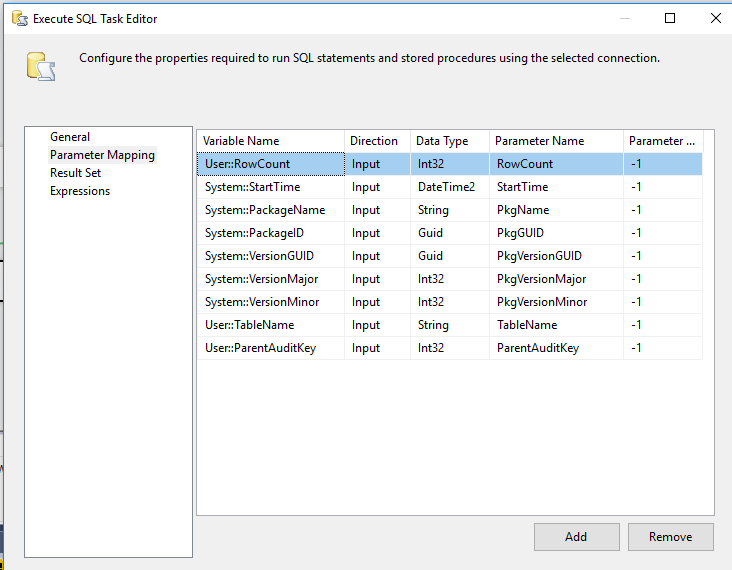 Execute SQL Task Editor
Configure the properties required to run SQL statements and stored procedures using the selected connection.
General
Parameter Mapping
Result Set
Expressions
Variable Name Direction Data Type Parameter Name Parameter ...
User::RowCount Input Int32 RowCount -1
System::StartTime Input DateTime2 StartTime -1
System::PackageName Input String PkgName -1
System::PackageID Input Guid PkgGUID -1
System::VersionGUID Input Guid PkgVersionGUID -1
System::VersionMajor Input Int32 PkgVersionMajor -1
System::VersionMinor Input Int32 PkgVersionMinor -1
User::TableName Input String TableName -1
User::ParentAuditKey Input Int32 ParentAuditKey -1
Add Remove